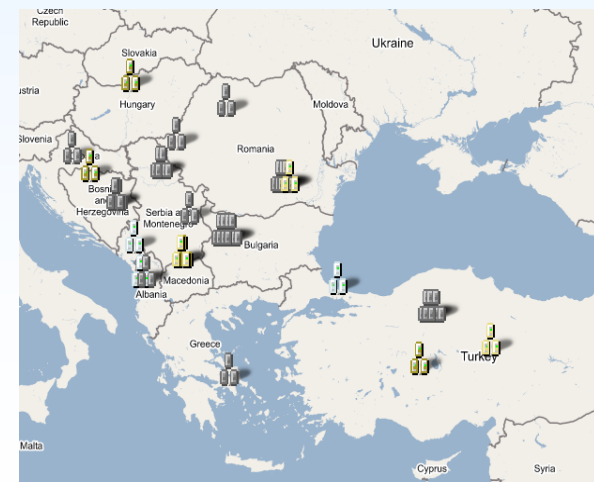 Czech
Republic
Ukraine
Slovakia
ustria
Hungary
Moldova
Slovenia
Romania
Bosni
an
Herzegovina
Serbia a
Montenegro
Bulgaria
Macedonia
Albania
Greece
Turkey
Malta
Cyprus
Syria